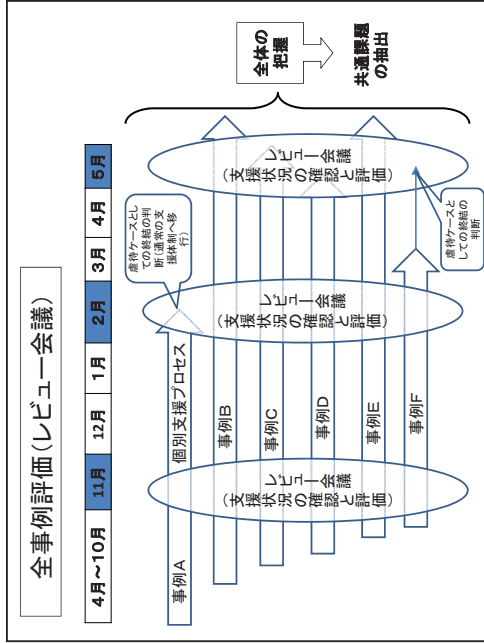 全事例評価（レビュー会議）
4月～10月
11月
12月
1月
2月
3月
4月
5月
事例A
個別支援プロセス
虐待ケースとし
ての終結の判
断（通常の支
援体制へ移
行）
事例B
事例C
事例D
事例E
事例F
レビュー会議
（支援状況の確認と評価）
レビュー会議
（支援状況の確認と評価）
レビュー会議
（支援状況の確認と評価）
虐待ケースと
しての終結の
判断
全体の
把握
共通課題
の抽出